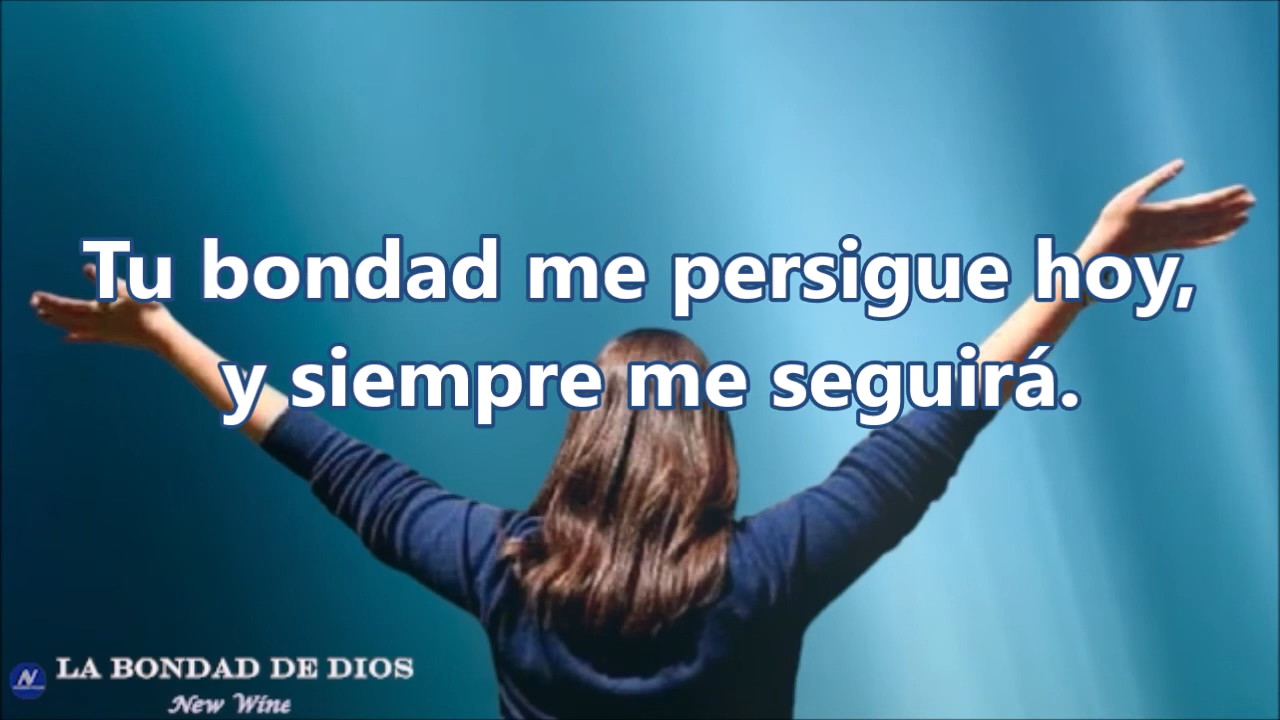 Tu bondad me persigue hoy,
y siempre me seguirá.
LA BONDAD DE DIOS
New Wine